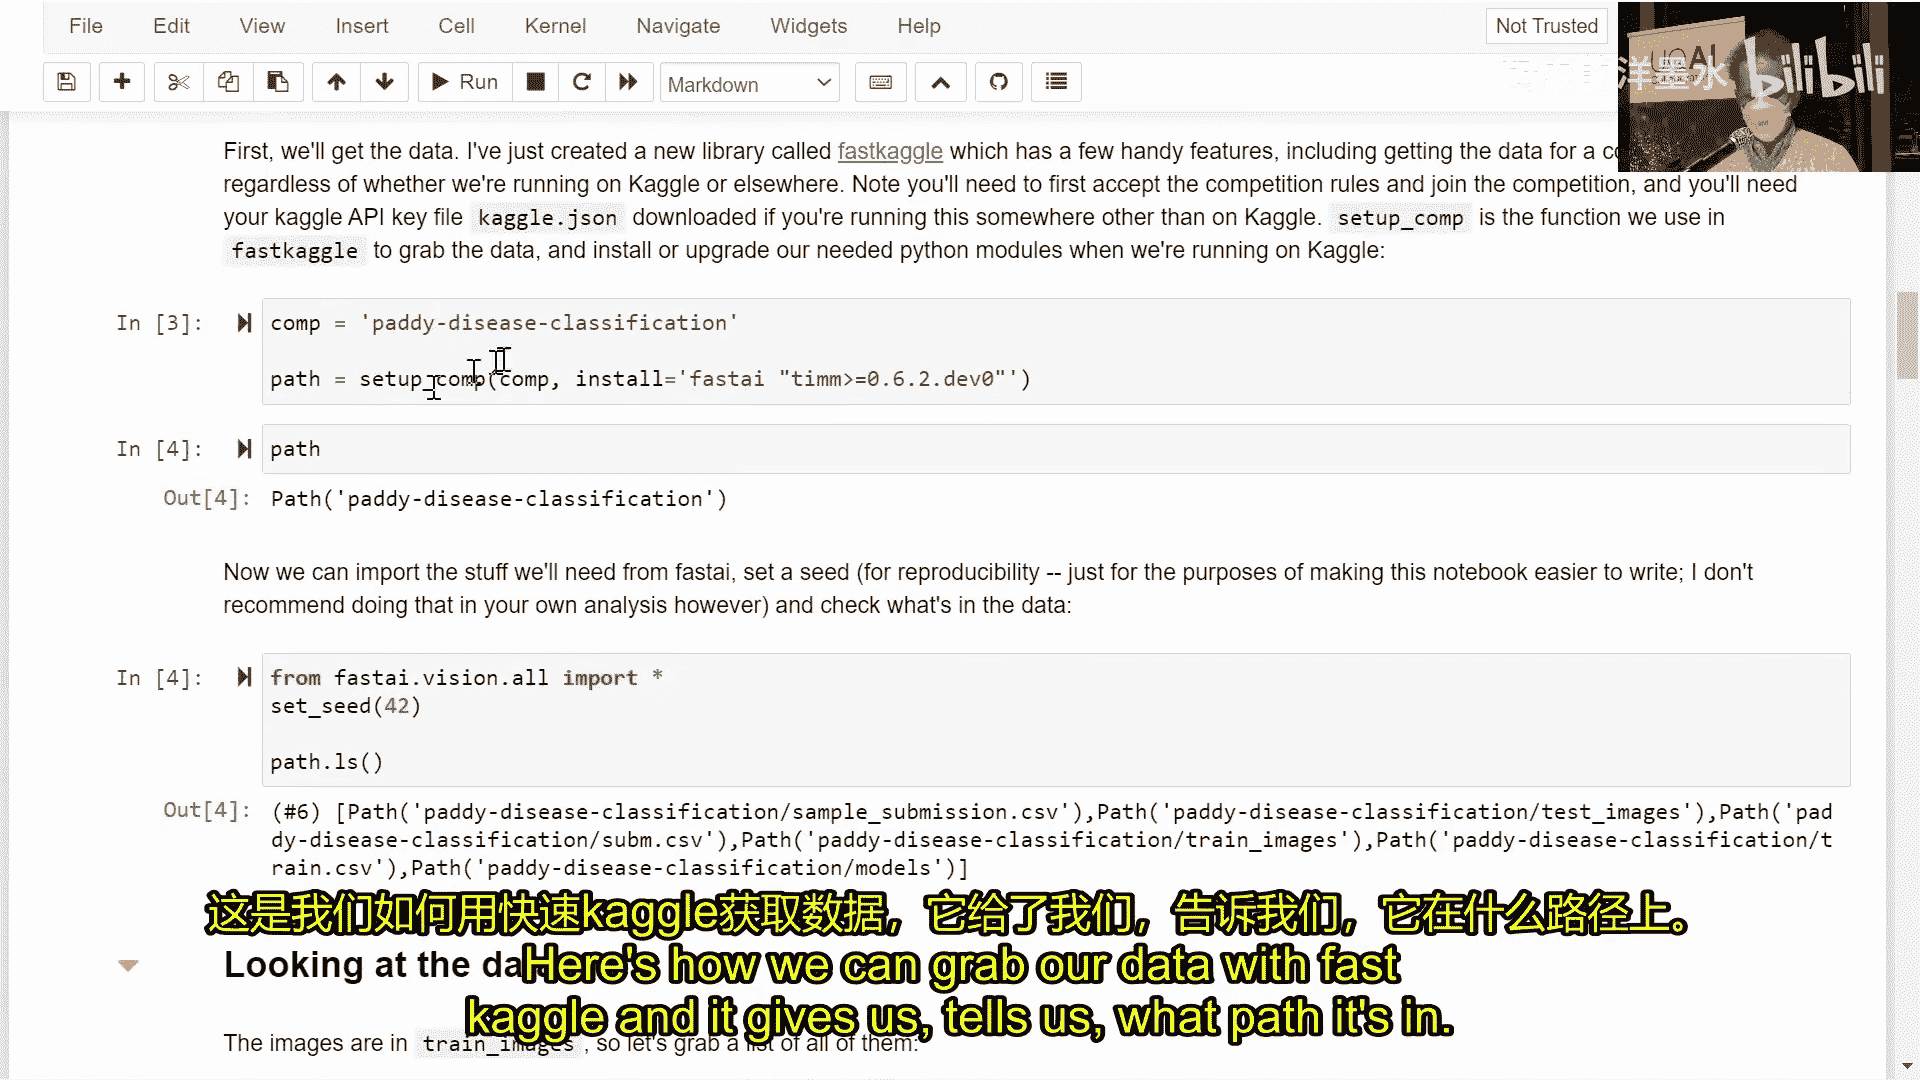 File Edit View Insert Cell Kernel Navigate Widgets Help Not Trusted
Run Markdown
洋墨水 bilibili
First, we'll get the data. I've just created a new library called fastkaggle which has a few handy features, including getting the data for a
regardless of whether we're running on Kaggle or elsewhere. Note you'll need to first accept the competition rules and join the competition, and you'll need
your kaggle API key file kaggle.json downloaded if you're running this somewhere other than on Kaggle. setup_comp is the function we use in
fastkaggle to grab the data, and install or upgrade our needed python modules when we're running on Kaggle:
In [3]: comp = 'paddy-disease-classification'
path = setup_comp(comp, install='fastai "timm>=0.6.2.dev0"')
In [4]: path
Out[4]: Path('paddy-disease-classification')
Now we can import the stuff we'll need from fastai, set a seed (for reproducibility -- just for the purposes of making this notebook easier to write; I don't
recommend doing that in your own analysis however) and check what's in the data:
In [4]: from fastai.vision.all import *
set_seed(42)
path.ls()
Out[4]: (#6) [Path('paddy-disease-classification/sample_submission.csv'),Path('paddy-disease-classification/test_images'),Path('pad
dy-disease-classification/subm.csv'),Path('paddy-disease-classification/train_images'),Path('paddy-disease-classification/t
rain.csv'),Path('paddy-disease-classification/models')]
这是我们如何用快速kaggle获取数据，它给了我们，告诉我们，它在什么路径上。
Looking at the da
Here's how we can grab our data with fast
kaggle and it gives us, tells us, what path it's in.
The images are in train_images, so let's grab a list of all of them: